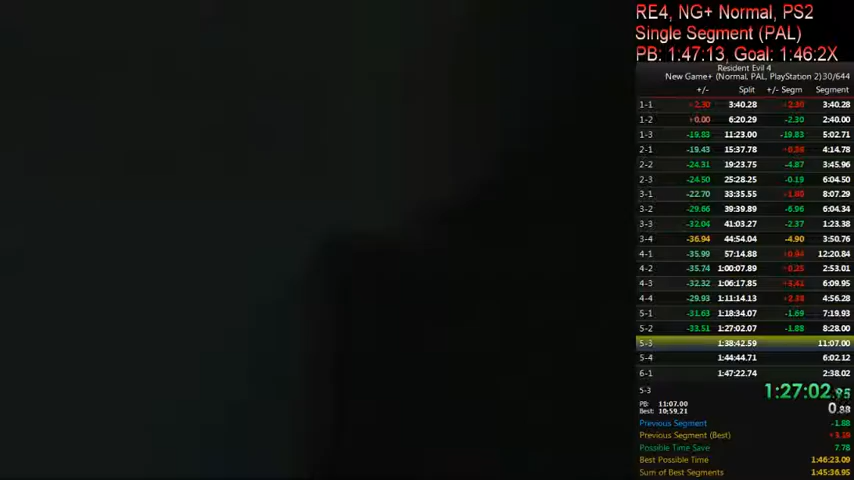 RE4, NG+ Normal, PS2
Single Segment (PAL)
PB: 1:47:13, Goal: 1:46:2X
Resident Evil 4
New Game+ (Normal, PAL, PlayStation 2) 30/644
+/- Split +/- Segm Segment
1-1 +2.30 3:40.28 +2.30 3:40.28
1-2 +0.00 6:20.29 -2.30 2:40.00
1-3 -19.83 11:23.00 -19.83 5:02.71
2-1 -19.43 15:37.78 +0.38 4:14.78
2-2 -24.31 19:23.75 -4.87 3:45.96
2-3 -24.50 25:28.25 -0.19 6:04.50
3-1 -22.70 33:35.55 +1.80 8:07.29
3-2 -29.66 39:39.89 -6.96 6:04.34
3-3 -32.04 41:03.27 -2.37 1:23.38
3-4 -36.94 44:54.04 -4.90 3:50.76
4-1 -35.99 57:14.88 +0.94 12:20.84
4-2 -35.74 1:00:07.89 +0.25 2:53.01
4-3 -32.32 1:06:17.85 +3.41 6:09.95
4-4 -29.93 1:11:14.13 +2.38 4:56.28
5-1 -31.63 1:18:34.07 -1.69 7:19.93
5-2 -33.51 1:27:02.07 -1.88 8:28.00
5-3 1:38:42.59 11:07.00
5-4 1:44:44.71 6:02.12
6-1 1:47:22.74 2:38.02
5-3 1:27:02.95
PB: 11:07.00
Best: 10:59.21 0.88
Previous Segment -1.88
Previous Segment (Best) +3.19
Possible Time Save 7.78
Best Possible Time 1:46:23.09
Sum of Best Segments 1:45:36.95